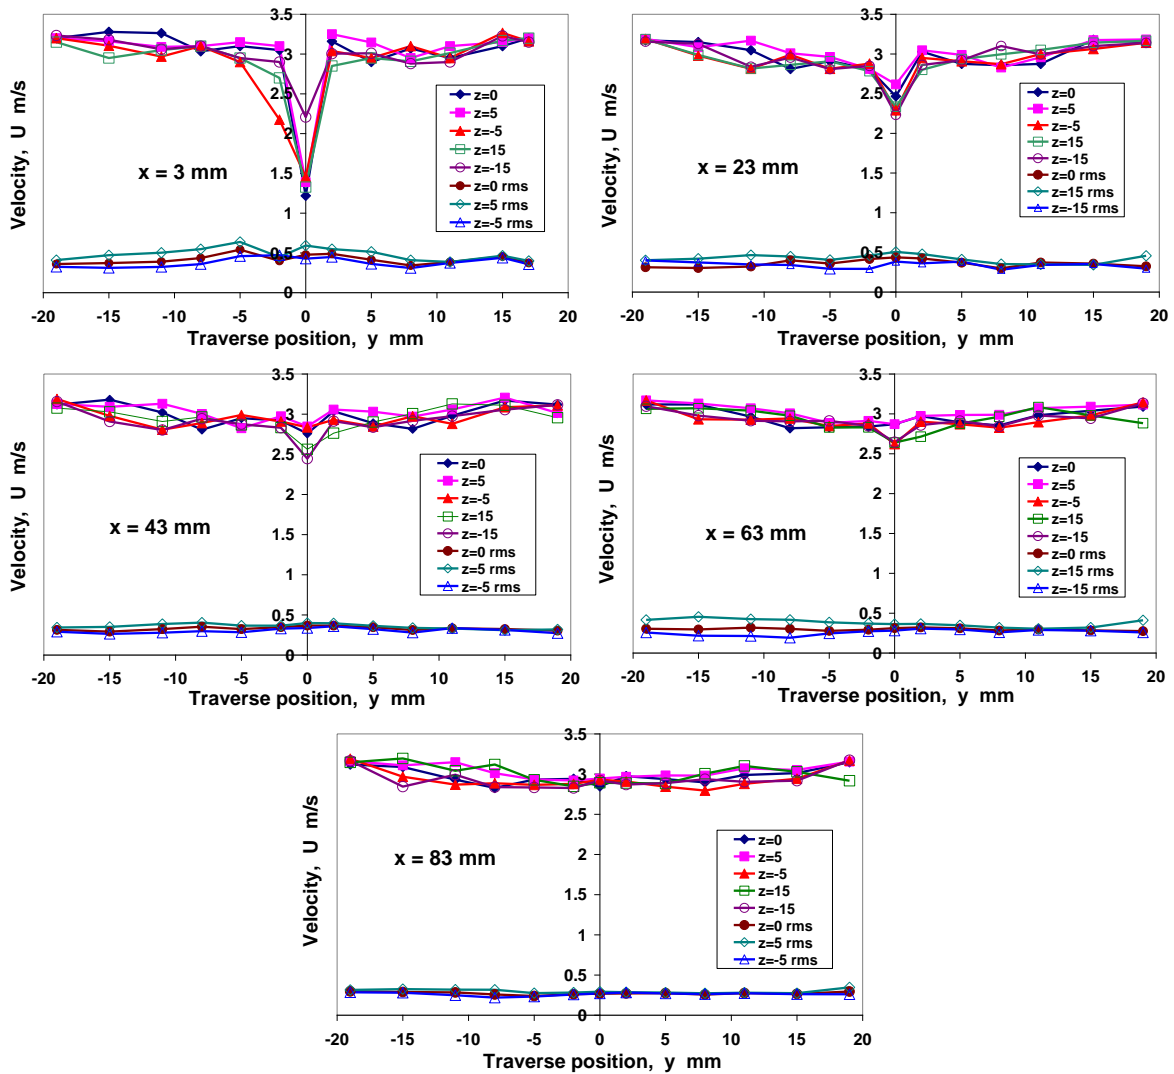 3.5
3
2.5
2
1.5
1
0.5
0
-20 -15 -10 -5 0 5 10 15 20
Velocity, U m/s
Traverse position, y mm
x = 3 mm
z=0
z=5
z=-5
z=15
z=-15
z=0 rms
z=5 rms
z=-5 rms
3.5
3
2.5
2
1.5
1
0.5
0
-20 -15 -10 -5 0 5 10 15 20
Velocity, U m/s
Traverse position, y mm
x = 23 mm
z=0
z=5
z=-5
z=15
z=-15
z=0 rms
z=15 rms
z=-15 rms
3.5
3
2.5
2
1.5
1
0.5
0
-20 -15 -10 -5 0 5 10 15 20
Velocity, U m/s
Traverse position, y mm
x = 43 mm
z=0
z=5
z=-5
z=15
z=-15
z=0 rms
z=5 rms
z=-5 rms
3.5
3
2.5
2
1.5
1
0.5
0
-20 -15 -10 -5 0 5 10 15 20
Velocity, U m/s
Traverse position, y mm
x = 63 mm
z=0
z=5
z=-5
z=15
z=-15
z=0 rms
z=15 rms
z=-15 rms
3.5
3
2.5
2
1.5
1
0.5
0
-20 -15 -10 -5 0 5 10 15 20
Velocity, U m/s
Traverse position, y mm
x = 83 mm
z=0
z=5
z=-5
z=15
z=-15
z=0 rms
z=5 rms
z=-5 rms